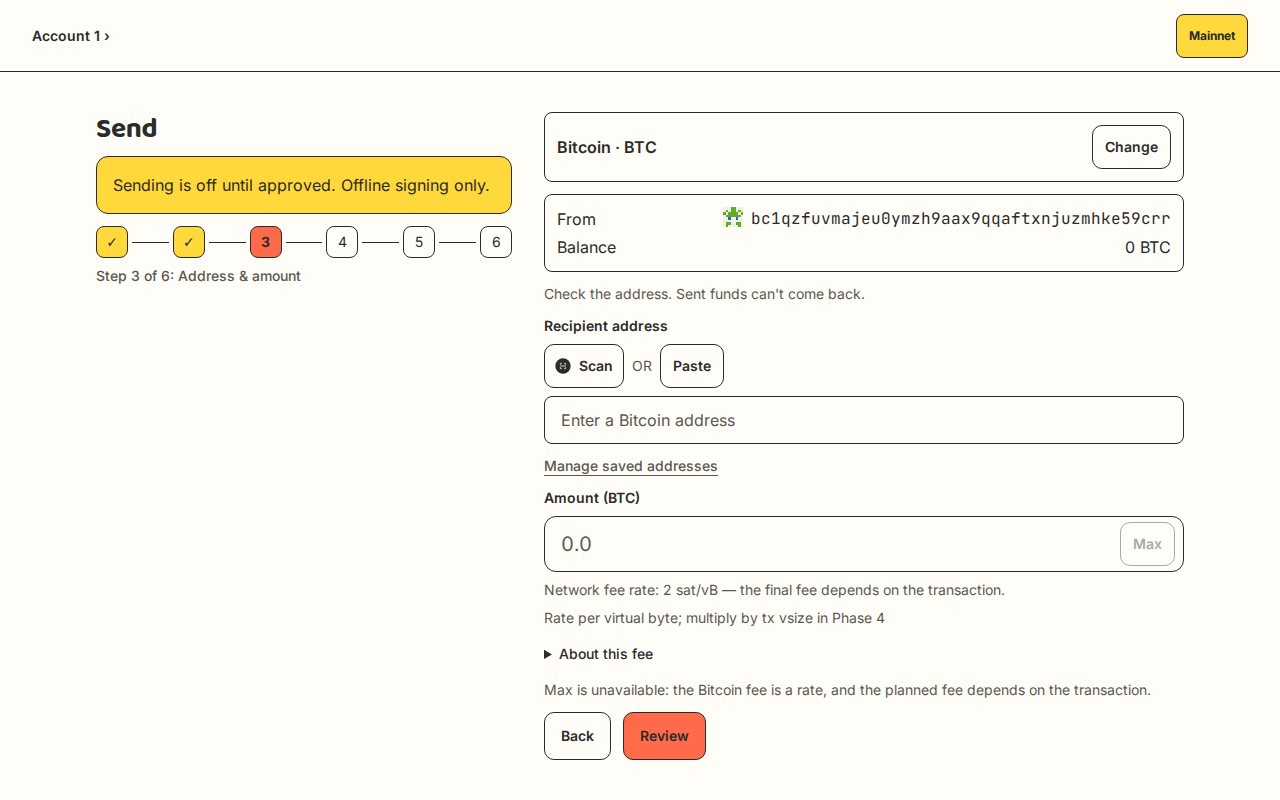 Account 1 ›
Mainnet
Send
Sending is off until approved. Offline signing only.
✓ ✓ 3 4 5 6
Step 3 of 6: Address & amount
Bitcoin · BTC
Change
From
bc1qzfuvmajeu0ymzh9aax9qqaftxnjuzmhke59crr
Balance
0 BTC
Check the address. Sent funds can't come back.
Recipient address
Scan OR Paste
Enter a Bitcoin address
Manage saved addresses
Amount (BTC)
0.0
Max
Network fee rate: 2 sat/vB — the final fee depends on the transaction.
Rate per virtual byte; multiply by tx vsize in Phase 4
About this fee
Max is unavailable: the Bitcoin fee is a rate, and the planned fee depends on the transaction.
Back
Review